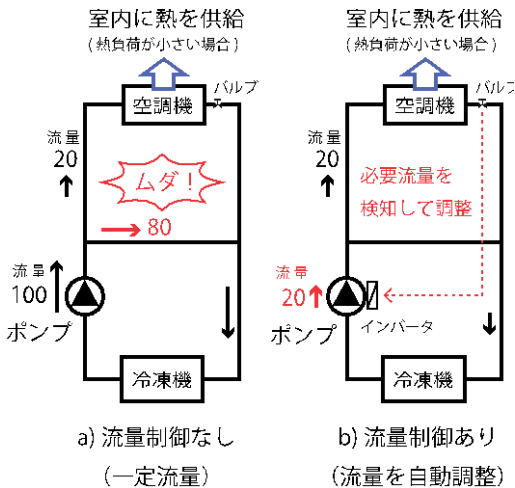 室内に熱を供給
(熱負荷が小さい場合)
バルブ
空調機
流量
20
ムダ！
80
流量
100
ポンプ
冷凍機
a) 流量制御なし
(一定流量)
室内に熱を供給
(熱負荷が小さい場合)
バルブ
空調機
流量
20
必要流量を
検知して調整
流量
20
ポンプ
インバータ
冷凍機
b) 流量制御あり
(流量を自動調整)